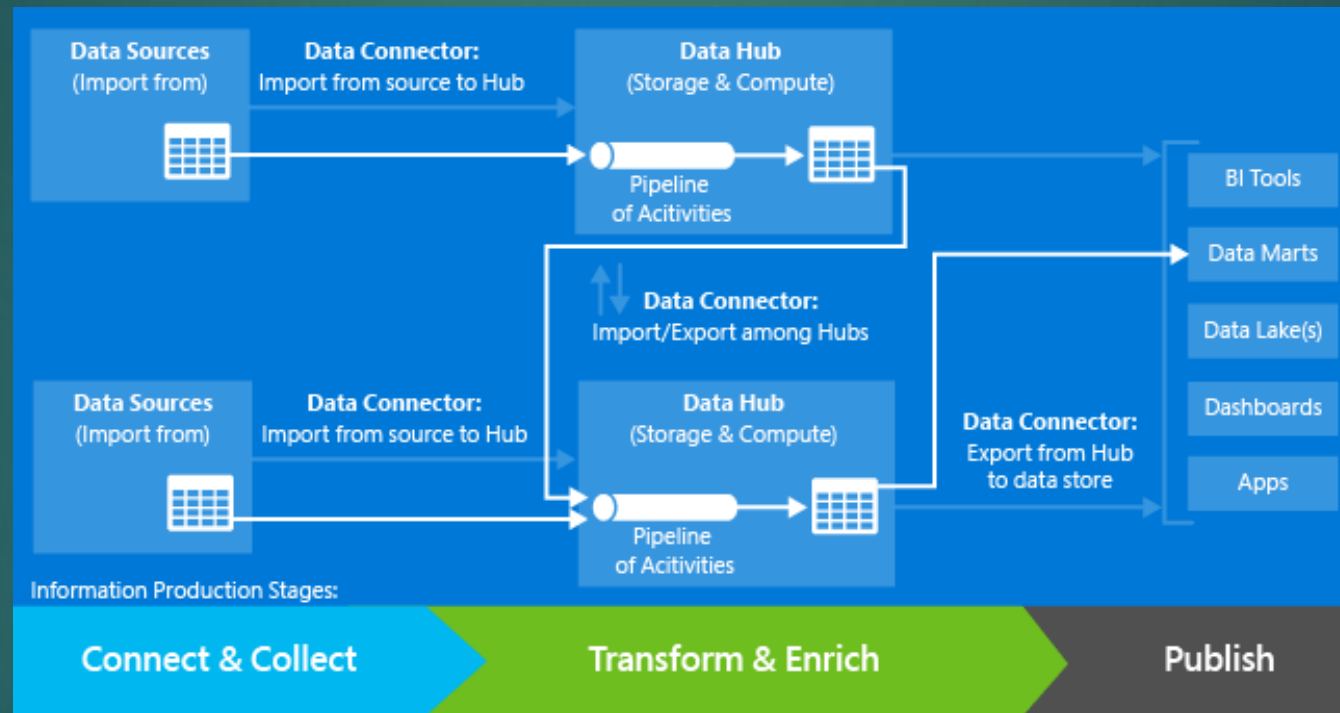 Data Sources
(Import from)
Data Connector:
Import from source to Hub
Data Hub
(Storage & Compute)
Pipeline
of Acitivities
BI Tools
Data Marts
Data Lake(s)
Dashboards
Apps
Data Connector:
Import/Export among Hubs
Data Sources
(Import from)
Data Connector:
Import from source to Hub
Data Hub
(Storage & Compute)
Pipeline
of Acitivities
Data Connector:
Export from Hub
to data store
Information Production Stages:
Connect & Collect
Transform & Enrich
Publish